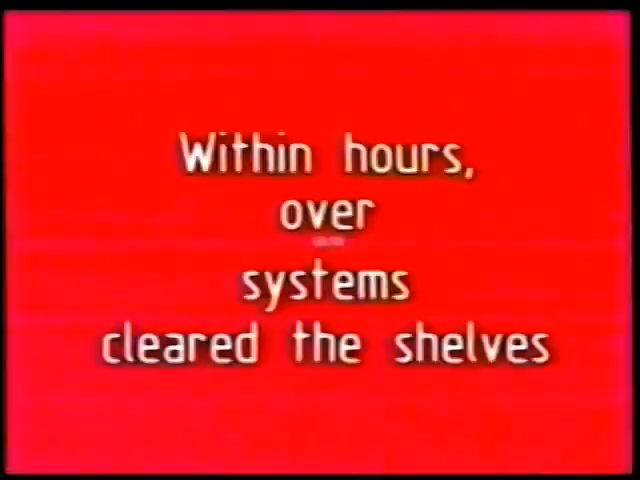 Within hours,
over
systems
cleared the shelves